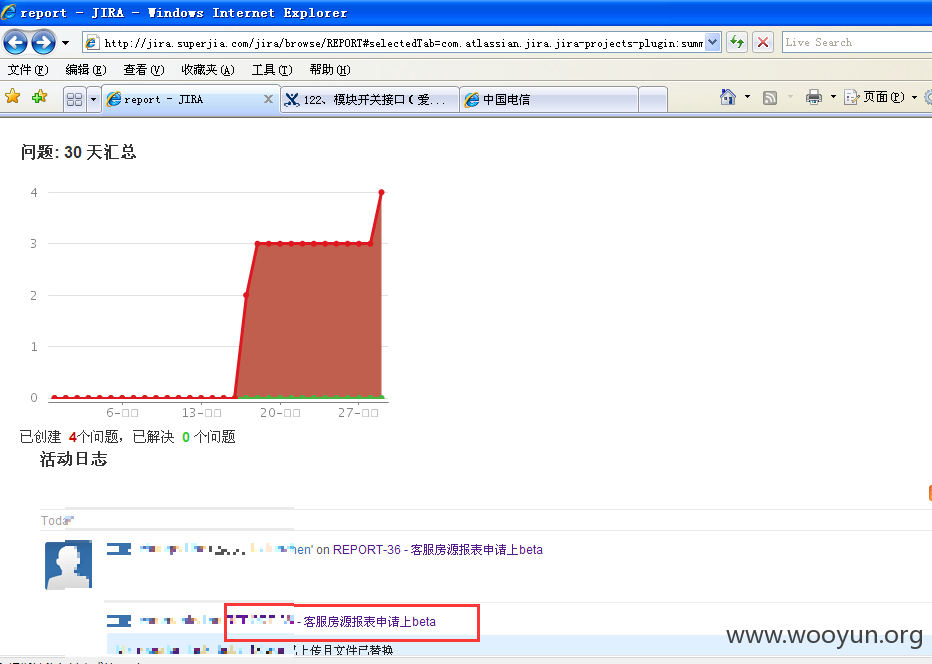 report - JIRA - Windows Internet Explorer
http://jira.superjia.com/jira/browse/REPORT#selectedTab=com.atlassian.jira.jira-projects-plugin:summ
Live Search
文件(F) 编辑(E) 查看(V) 收藏夹(A) 工具(T) 帮助(H)
report - JIRA
122、模块开关接口( 爱...
中国电信
页面(P)
问题: 30 天汇总
4
3
2
1
0
6- 13- 20- 27-
已创建 4个问题，已解决 0 个问题
活动日志
Toda
nen' on REPORT-36 - 客服房源报表申请上beta
- 客服房源报表申请上beta
上传月文件已替换
www.wooyun.org